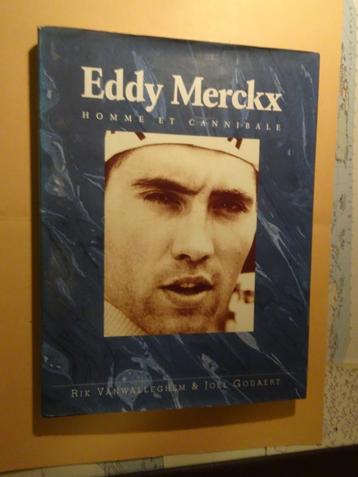 Eddy Merckx
HOMME ET CANNIBALE
RIK VANWALLEGHEM & JOËL GODAERT